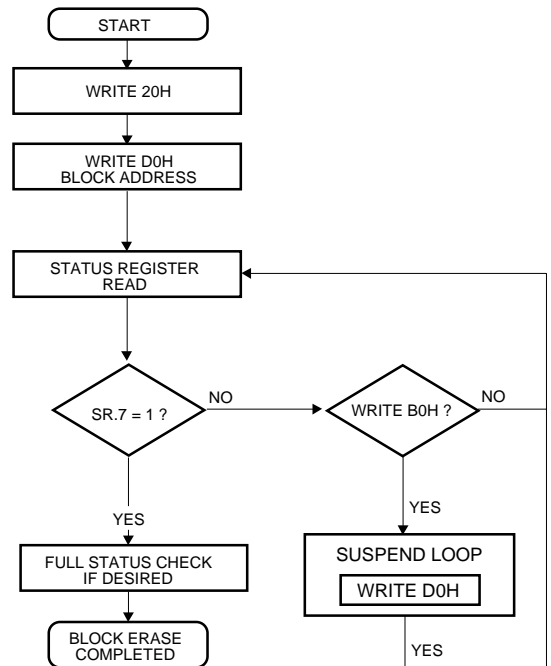 START
WRITE 20H
WRITE D0H
BLOCK ADDRESS
STATUS REGISTER
READ
SR.7 = 1 ?
NO
WRITE B0H ?
NO
YES
YES
FULL STATUS CHECK
IF DESIRED
SUSPEND LOOP
WRITE D0H
BLOCK ERASE
COMPLETED
YES